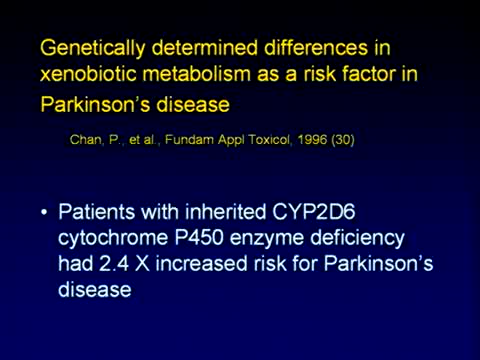 Genetically determined differences in
xenobiotic metabolism as a risk factor in
Parkinson's disease
Chan, P., et al., Fundam Appl Toxicol, 1996 (30)
• Patients with inherited CYP2D6
cytochrome P450 enzyme deficiency
had 2.4 X increased risk for Parkinson's
disease